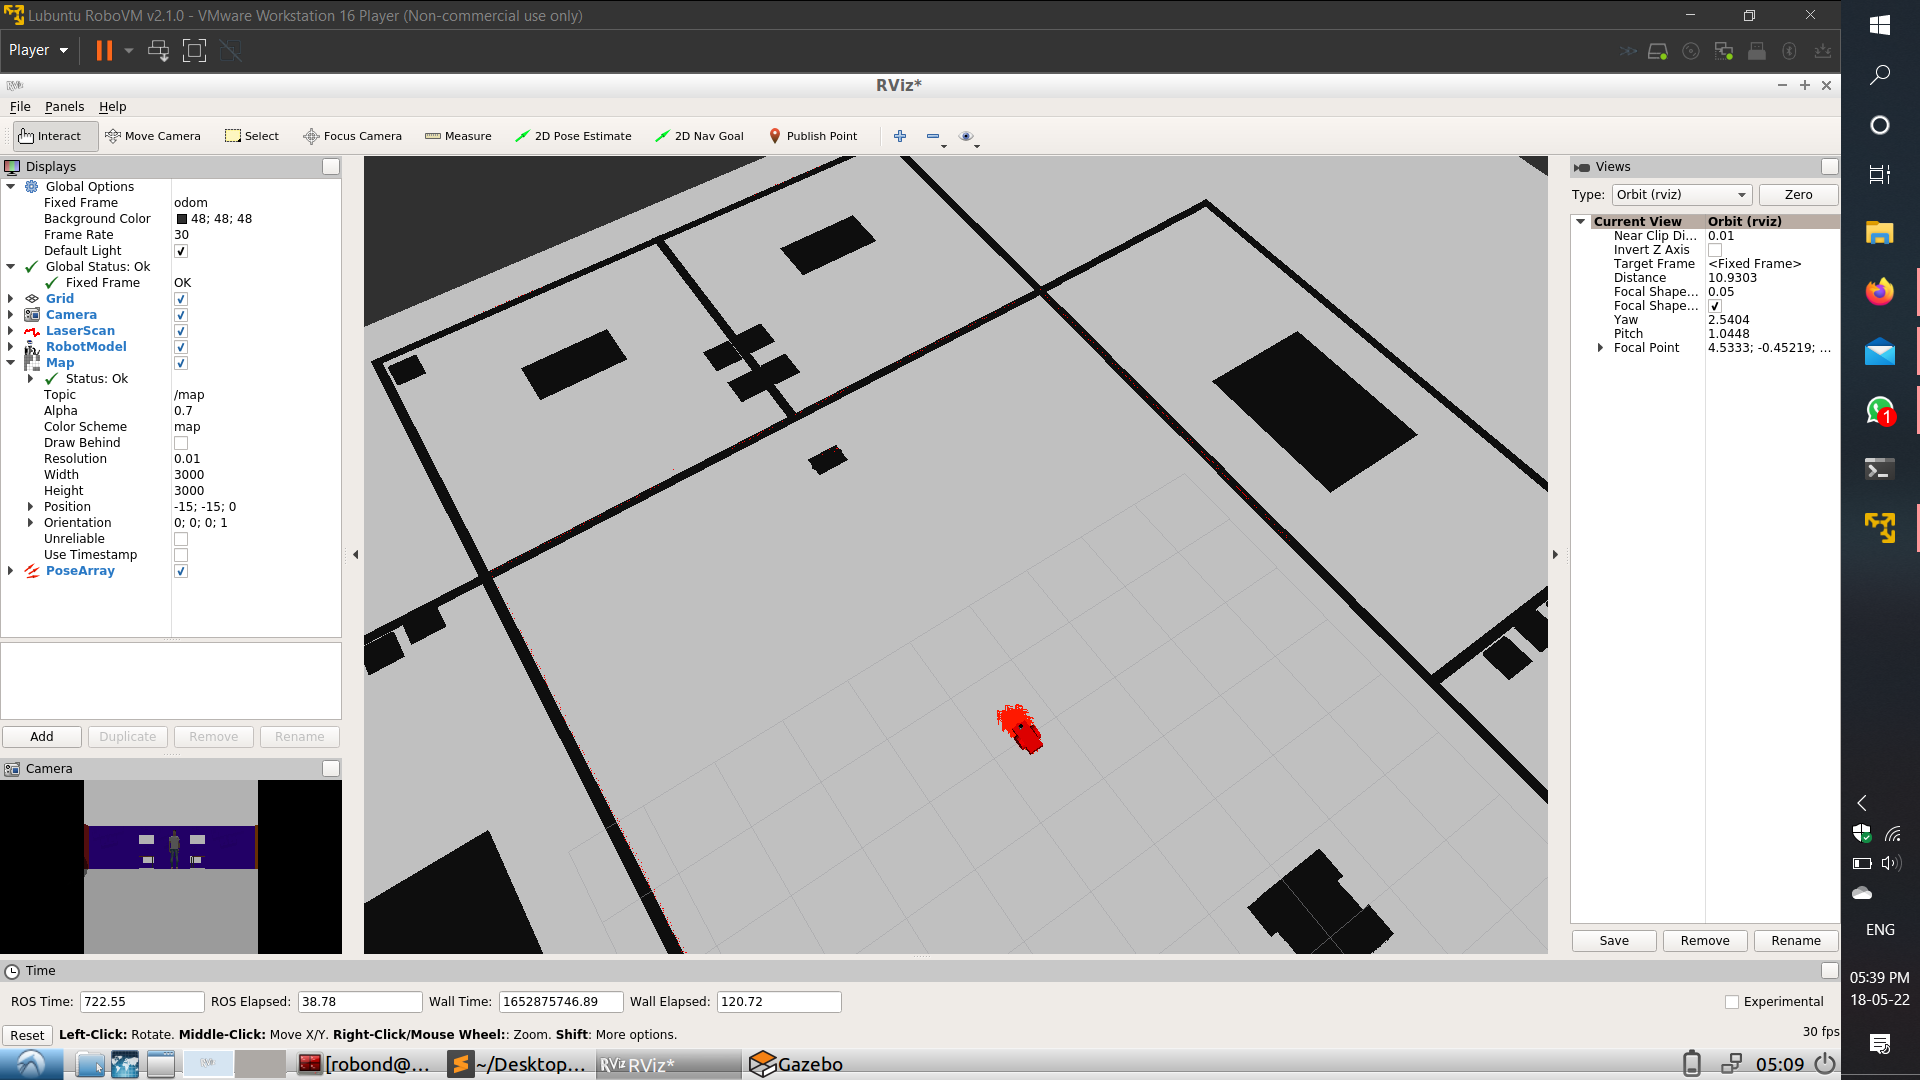 Lubuntu RoboVM v2.1.0 - VMware Workstation 16 Player (Non-commercial use only)
Player
RViz*
File Panels Help
Interact Move Camera Select Focus Camera Measure 2D Pose Estimate 2D Nav Goal Publish Point
Displays
Global Options
Fixed Frame odom
Background Color 48; 48; 48
Frame Rate 30
Default Light
Global Status: Ok
Fixed Frame OK
Grid
Camera
LaserScan
RobotModel
Map
Status: Ok
Topic /map
Alpha 0.7
Color Scheme map
Draw Behind
Resolution 0.01
Width 3000
Height 3000
Position -15; -15; 0
Orientation 0; 0; 0; 1
Unreliable
Use Timestamp
PoseArray
Add Duplicate Remove Rename
Camera
Views
Type: Orbit (rviz) Zero
Current View Orbit (rviz)
Near Clip Di... 0.01
Invert Z Axis
Target Frame <Fixed Frame>
Distance 10.9303
Focal Shape... 0.05
Focal Shape...
Yaw 2.5404
Pitch 1.0448
Focal Point 4.5333; -0.45219; ...
Save Remove Rename
Time
ROS Time: 722.55 ROS Elapsed: 38.78 Wall Time: 1652875746.89 Wall Elapsed: 120.72 Experimental
Reset Left-Click: Rotate. Middle-Click: Move X/Y. Right-Click/Mouse Wheel:: Zoom. Shift: More options. 30 fps
RViz [robond@... ~/Desktop... RViz RViz* Gazebo 05:09
1
ENG
05:39 PM
18-05-22